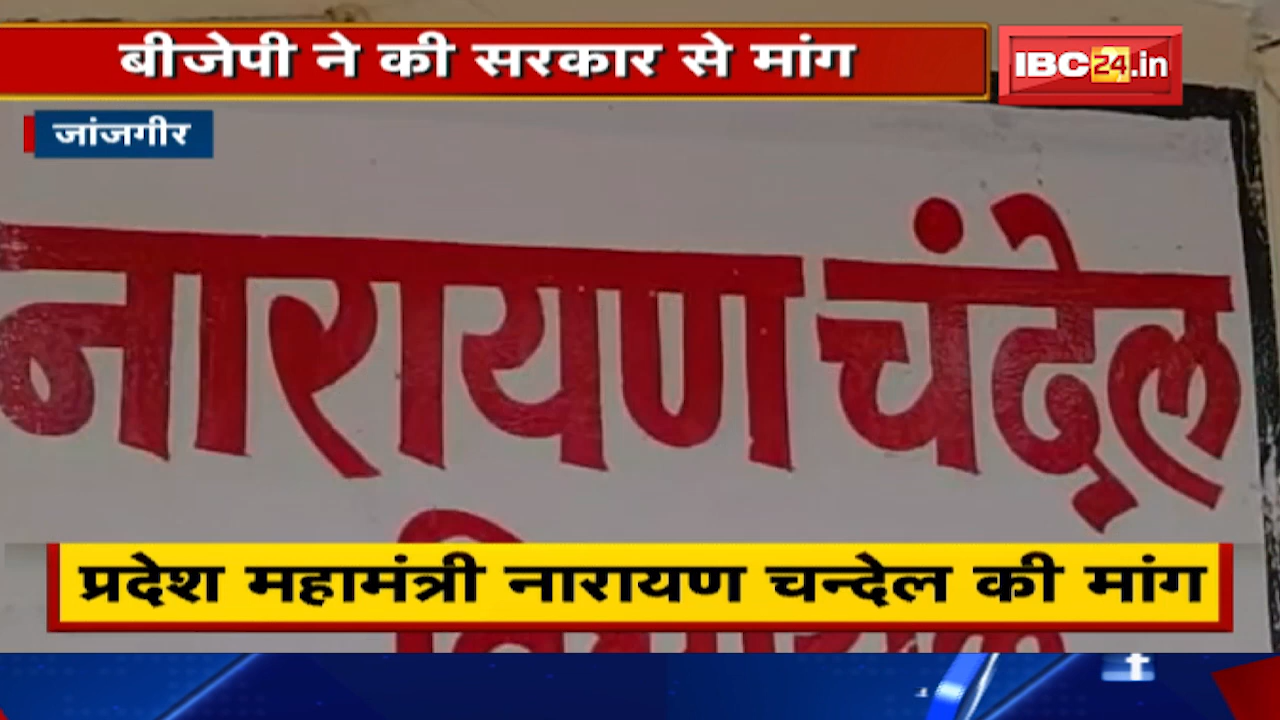 बीजेपी ने की सरकार से मांग
IBC24.in
जांजगीर
नारायण चंदेल
प्रदेश महामंत्री नारायण चन्देल की मांग